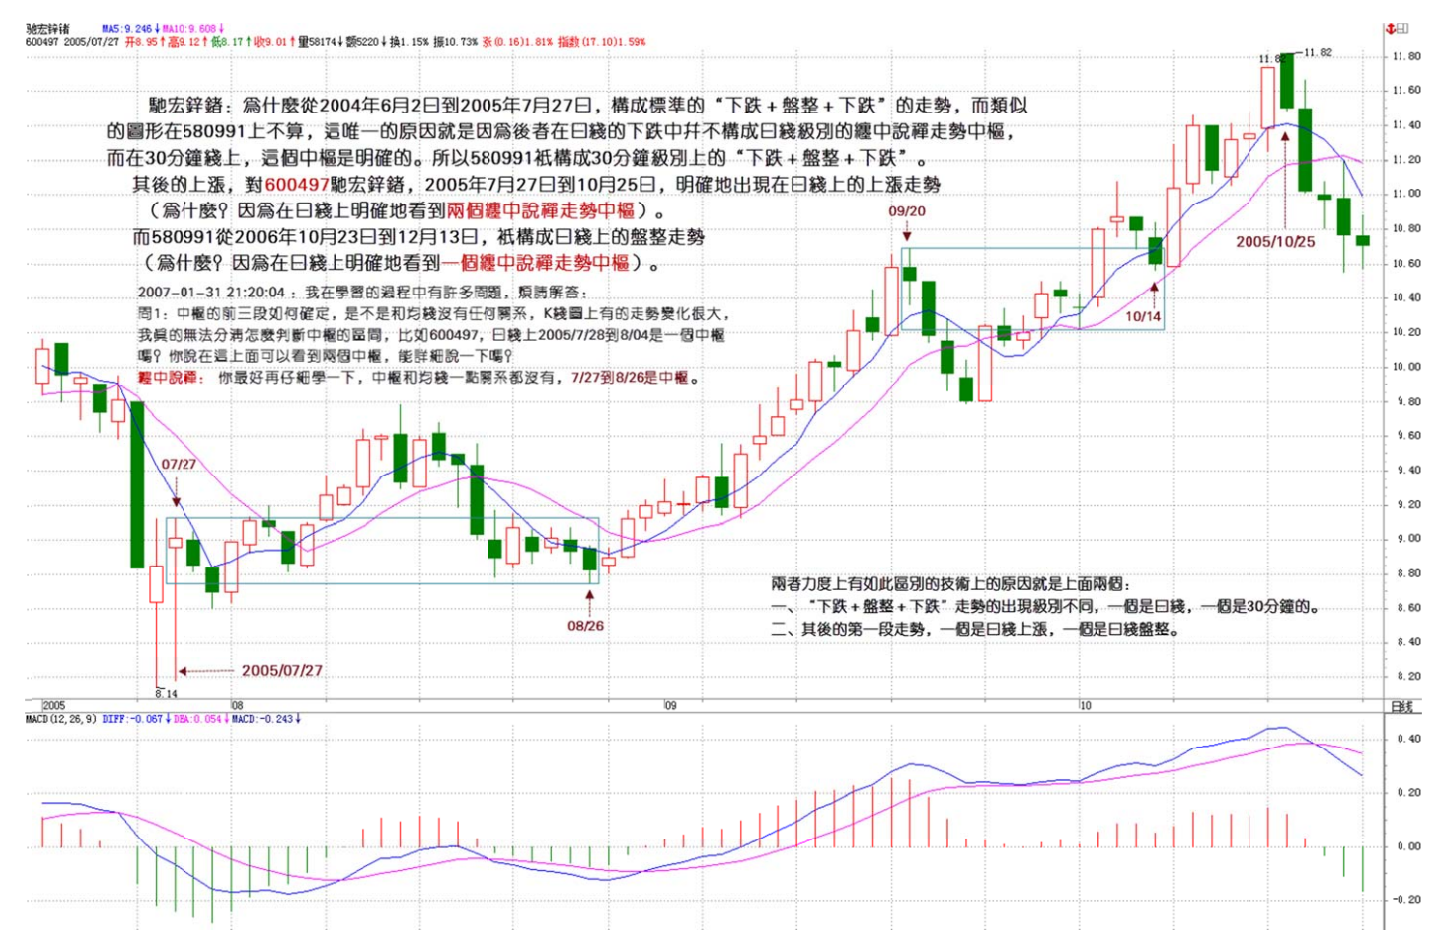 驰宏锌锗 MA5:9.246↓MA10:9.608↓
600497 2005/07/27 开8.95↑高9.12↑低8.17↑收9.01↑量58174↓额5220↓换1.15% 振10.73% 涨(0.16)1.81% 指数(17.10)1.59%
11.82
11.82
馳宏鋅鍺：爲什麼從2004年6月2日到2005年7月27日，構成標準的“下跌＋盤整＋下跌”的走勢，而類似
的圖形在580991上不算，這唯一的原因就是因爲後者在日綫的下跌中幷不構成日綫級別的纏中說禪走勢中樞，
而在30分鐘綫上，這個中樞是明確的。所以580991衹構成30分鐘級別上的“下跌＋盤整＋下跌”。
其後的上漲，對600497馳宏鋅鍺，2005年7月27日到10月25日，明確地出現在日綫上的上漲走勢
（爲什麼？因爲在日綫上明確地看到兩個纏中說禪走勢中樞）。
而580991從2006年10月23日到12月13日，衹構成日綫上的盤整走勢
（爲什麼？因爲在日綫上明確地看到一個纏中說禪走勢中樞）。
2007-01-31 21:20:04：我在學習的過程中有許多問題，煩請解答：
問1：中樞的前三段如何確定，是不是和均綫沒有任何關系，K綫圖上有的走勢變化很大，
我眞的無法分清怎麼判斷中樞的區間，比如600497，日綫上2005/7/28到8/04是一個中樞
嗎？你說在這上面可以看到兩個中樞，能詳細說一下嗎？
纏中說禪：你最好再仔細學一下，中樞和均綫一點關系都沒有，7/27到8/26是中樞。
09/20
2005/10/25
10/14
07/27
08/26
2005/07/27
8.14
兩者力度上有如此區別的技術上的原因就是上面兩個：
一、“下跌＋盤整＋下跌”走勢的出現級別不同，一個是日綫，一個是30分鐘的。
二、其後的第一段走勢，一個是日綫上漲，一個是日綫盤整。
11.80
11.60
11.40
11.20
11.00
10.80
10.60
10.40
10.20
10.00
9.80
9.60
9.40
9.20
9.00
8.80
8.60
8.40
8.20
2005 08 09 10 日线
MACD(12,26,9) DIFF:-0.067↓DEA:0.054↓MACD:-0.243↓
0.40
0.20
0.00
-0.20